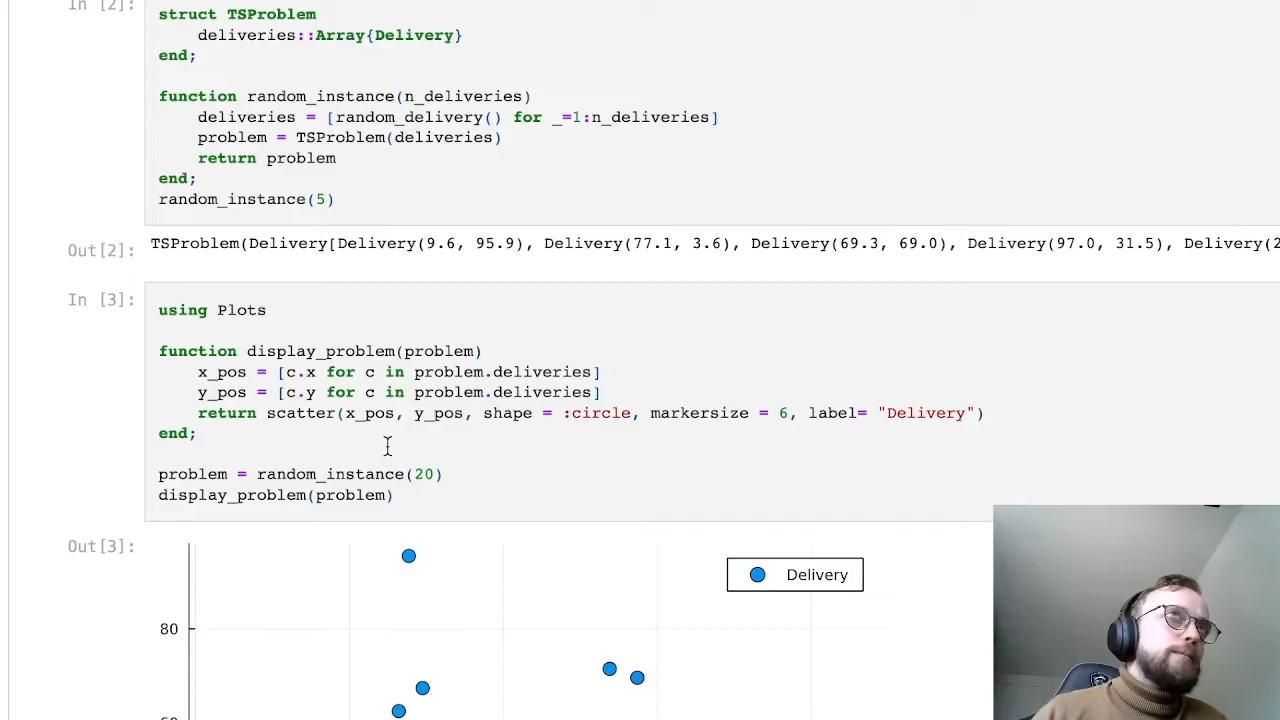 In [2]:
struct TSProblem
    deliveries::Array{Delivery}
end;
function random_instance(n_deliveries)
    deliveries = [random_delivery() for _=1:n_deliveries]
    problem = TSProblem(deliveries)
    return problem
end;
random_instance(5)
Out[2]: TSProblem(Delivery[Delivery(9.6, 95.9), Delivery(77.1, 3.6), Delivery(69.3, 69.0), Delivery(97.0, 31.5), Delivery(2
In [3]:
using Plots
function display_problem(problem)
    x_pos = [c.x for c in problem.deliveries]
    y_pos = [c.y for c in problem.deliveries]
    return scatter(x_pos, y_pos, shape = :circle, markersize = 6, label= "Delivery")
end;
problem = random_instance(20)
display_problem(problem)
Out[3]:
Delivery
80